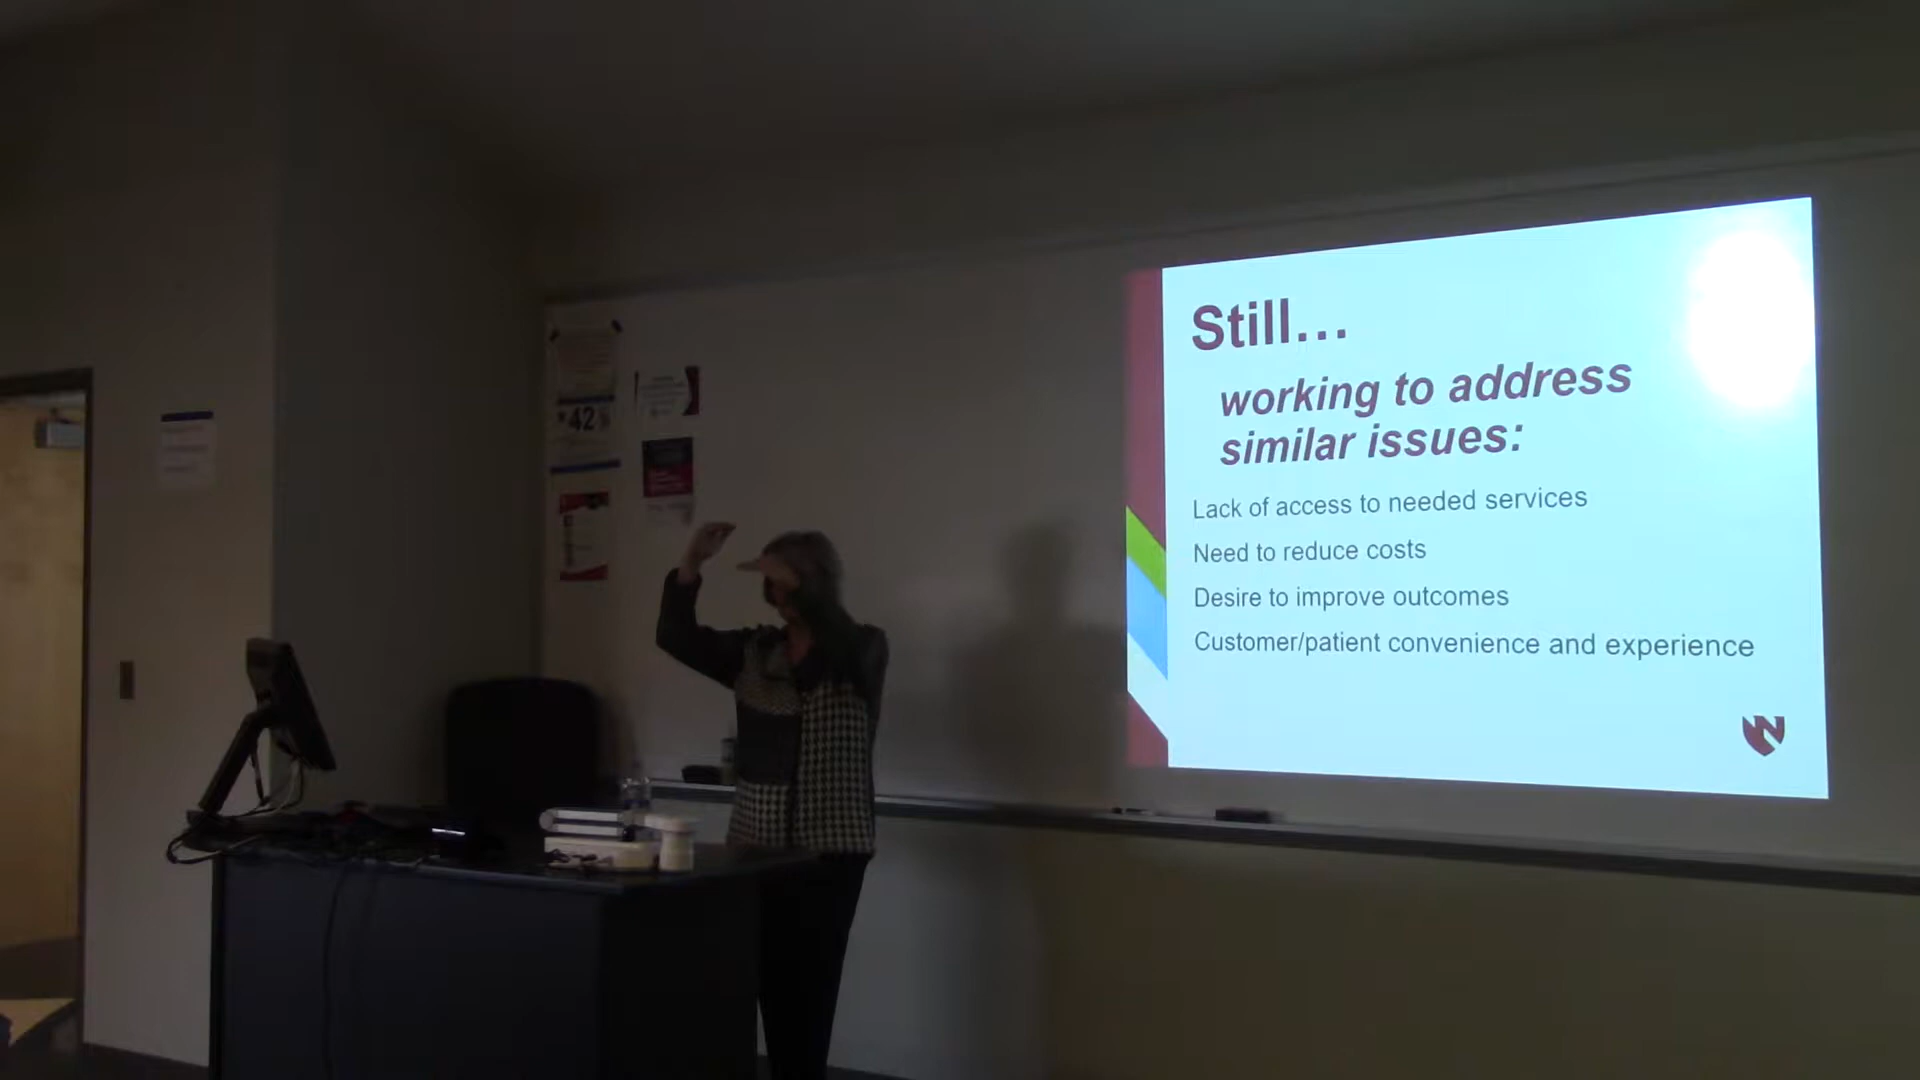 42
Still...
working to address
similar issues:
Lack of access to needed services
Need to reduce costs
Desire to improve outcomes
Customer/patient convenience and experience
N